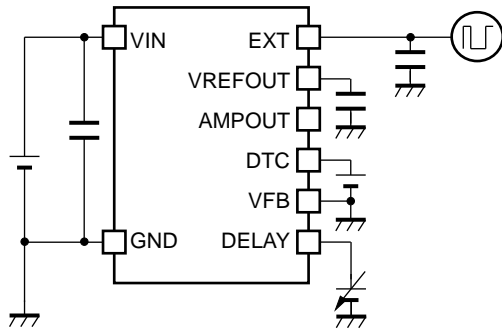 VIN
EXT
VREFOUT
AMPOUT
DTC
VFB
GND
DELAY